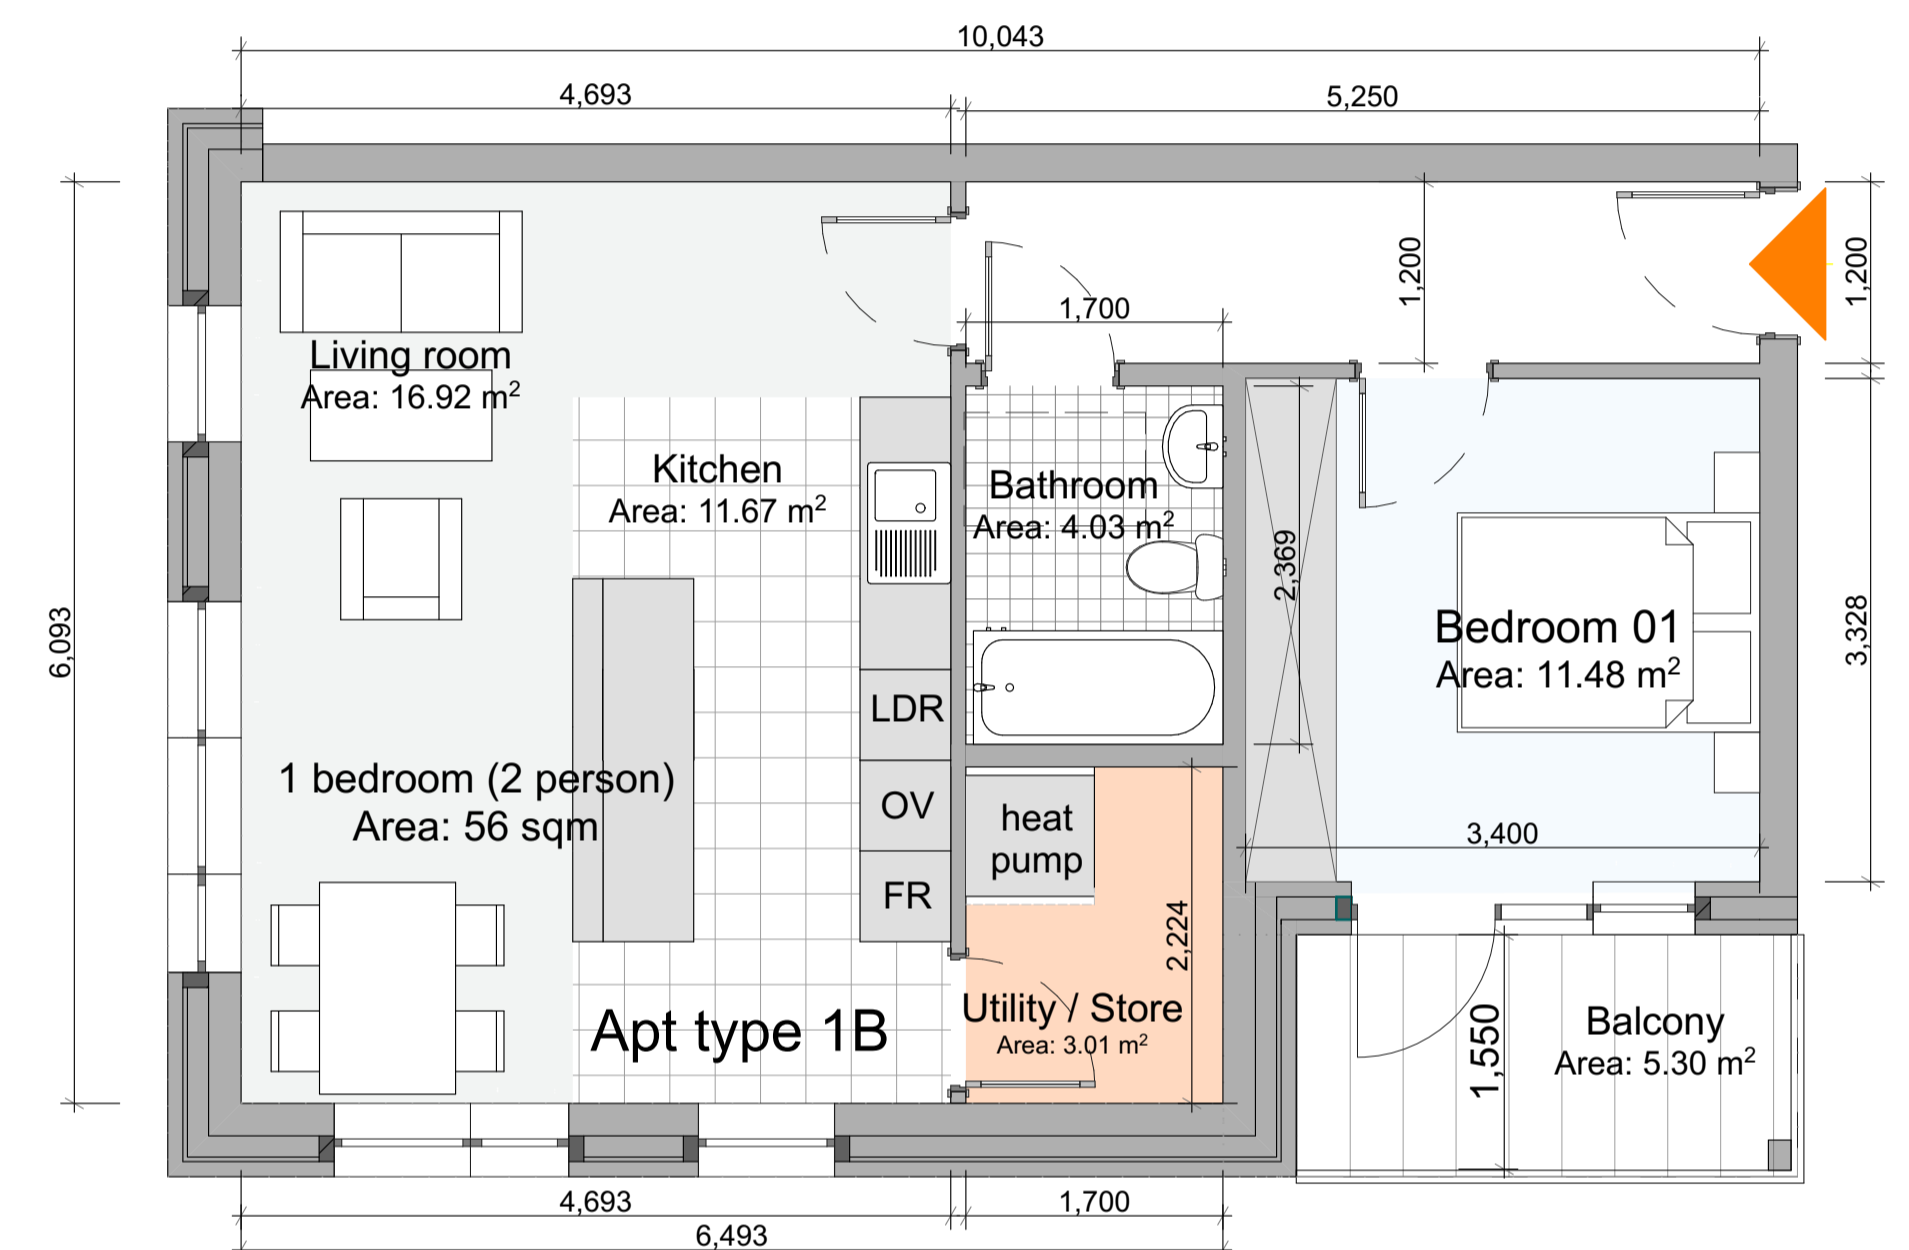 10,043
4,693
5,250
1,200
1,200
1,700
Living room
Area: 16.92 m²
Kitchen
Area: 11.67 m²
Bathroom
Area: 4.03 m²
2,369
6,093
3,328
Bedroom 01
Area: 11.48 m²
LDR
1 bedroom (2 person)
Area: 56 sqm
OV
heat
pump
3,400
FR
2,224
Utility / Store
Area: 3.01 m²
Apt type 1B
1,550
Balcony
Area: 5.30 m²
4,693
1,700
6,493